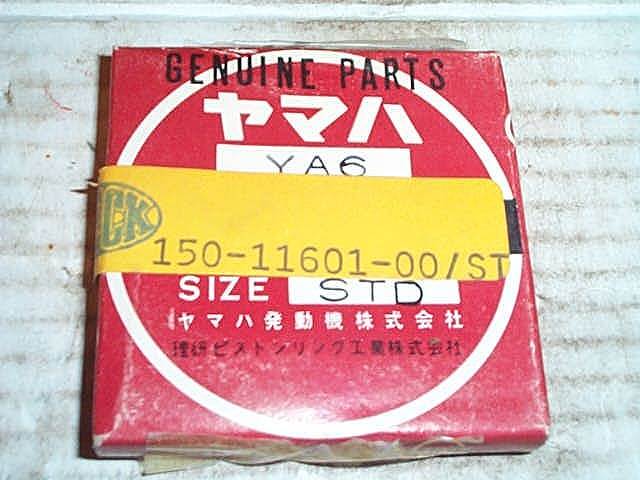 GENUINE PARTS
ヤマハ
YA6
CK
150-11601-00/ST
SIZE STD
ヤマハ発動機株式会社
理研ピストンリング工業株式会社